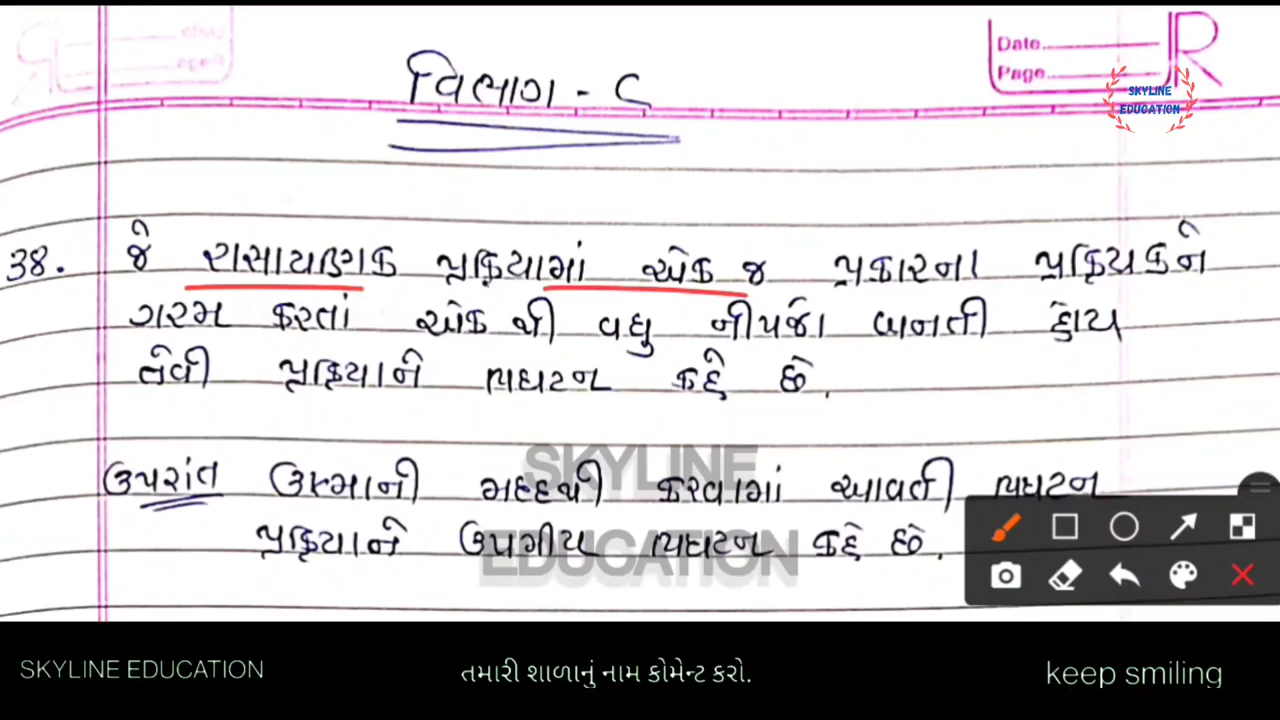 Date
Page
R
SKYLINE
EDUCATION
વિભાગ - C
38. જે રાસાયણિક પ્રક્રિયામાં એક જ પ્રકારના પ્રક્રિયકને
ગરમ કરતાં એક થી વધુ નીપજો બનતી હોય
તેવી પ્રક્રિયાને વિઘટન કહે છે.
SKYLINE
ઉપરાંત ઉષ્માની મદદથી કરવામાં આવતી વિઘટન
પ્રક્રિયાને ઉષ્મીય વિઘટન કહે છે.
EDUCATION
SKYLINE EDUCATION
તમારી શાળાનું નામ કોમેન્ટ કરો.
keep smiling